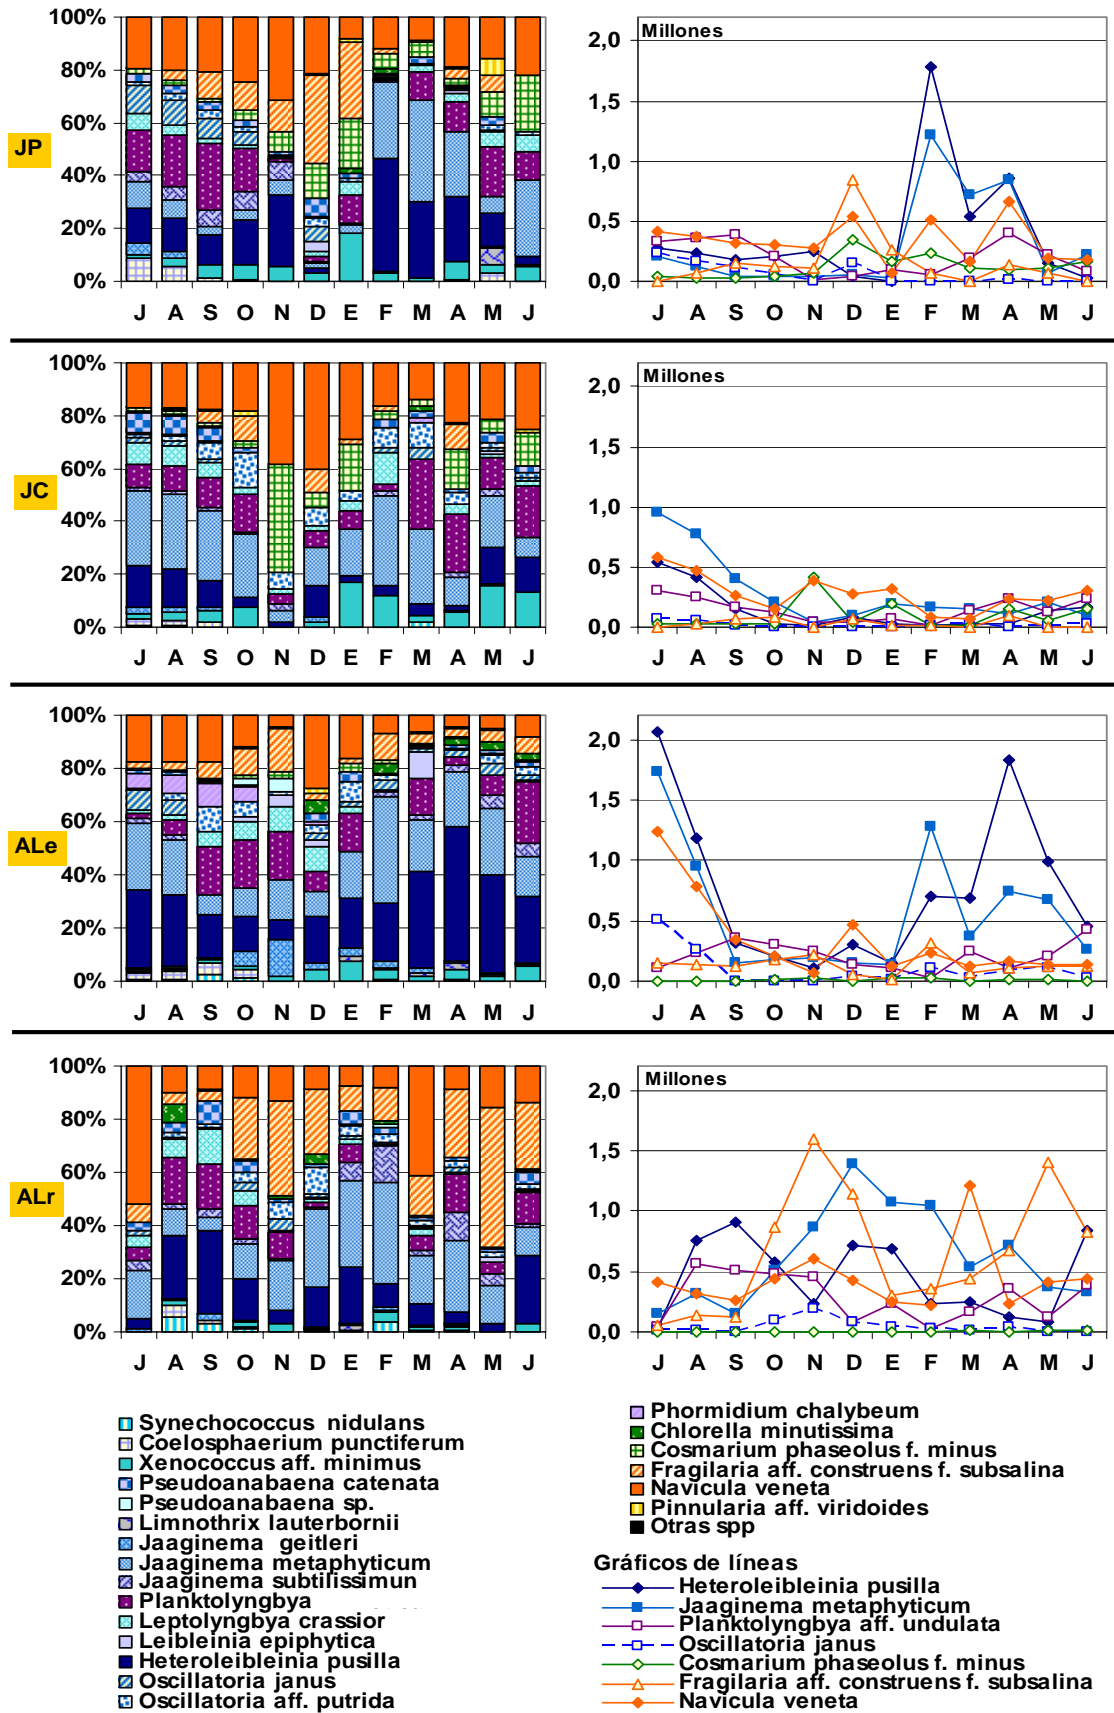 100%
80%
60%
40%
20%
0%
JP
J A S O N D E F M A M J
Millones
2,0
1,5
1,0
0,5
0,0
J A S O N D E F M A M J
100%
80%
60%
40%
20%
0%
JC
J A S O N D E F M A M J
Millones
2,0
1,5
1,0
0,5
0,0
J A S O N D E F M A M J
100%
80%
60%
40%
20%
0%
ALe
J A S O N D E F M A M J
2,0
1,5
1,0
0,5
0,0
J A S O N D E F M A M J
100%
80%
60%
40%
20%
0%
ALr
J A S O N D E F M A M J
Millones
2,0
1,5
1,0
0,5
0,0
J A S O N D E F M A M J
Synechococcus nidulans
Coelosphaerium punctiferum
Xenococcus aff. minimus
Pseudoanabaena catenata
Pseudoanabaena sp.
Limnothrix lauterbornii
Jaaginema geitleri
Jaaginema metaphyticum
Jaaginema subtilissimun
Planktolyngbya
Leptolyngbya crassior
Leibleinia epiphytica
Heteroleibleinia pusilla
Oscillatoria janus
Oscillatoria aff. putrida
Phormidium chalybeum
Chlorella minutissima
Cosmarium phaseolus f. minus
Fragilaria aff. construens f. subsalina
Navicula veneta
Pinnularia aff. viridoides
Otras spp
Gráficos de líneas
Heteroleibleinia pusilla
Jaaginema metaphyticum
Planktolyngbya aff. undulata
Oscillatoria janus
Cosmarium phaseolus f. minus
Fragilaria aff. construens f. subsalina
Navicula veneta